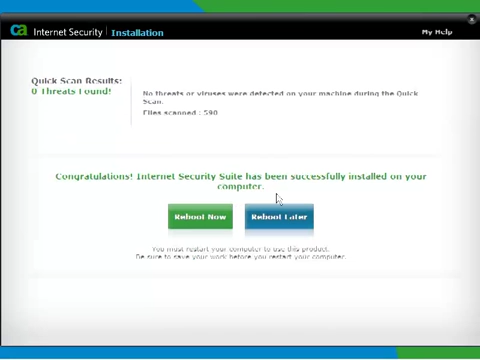 ca Internet Security Installation My Help
Quick Scan Results:
0 Threats Found!
No threats or viruses were detected on your machine during the Quick
Scan.
Files scanned : 590
Congratulations! Internet Security Suite has been successfully installed on your
computer.
Reboot Now Reboot Later
You must restart your computer to use this product.
Be sure to save your work before you restart your computer.